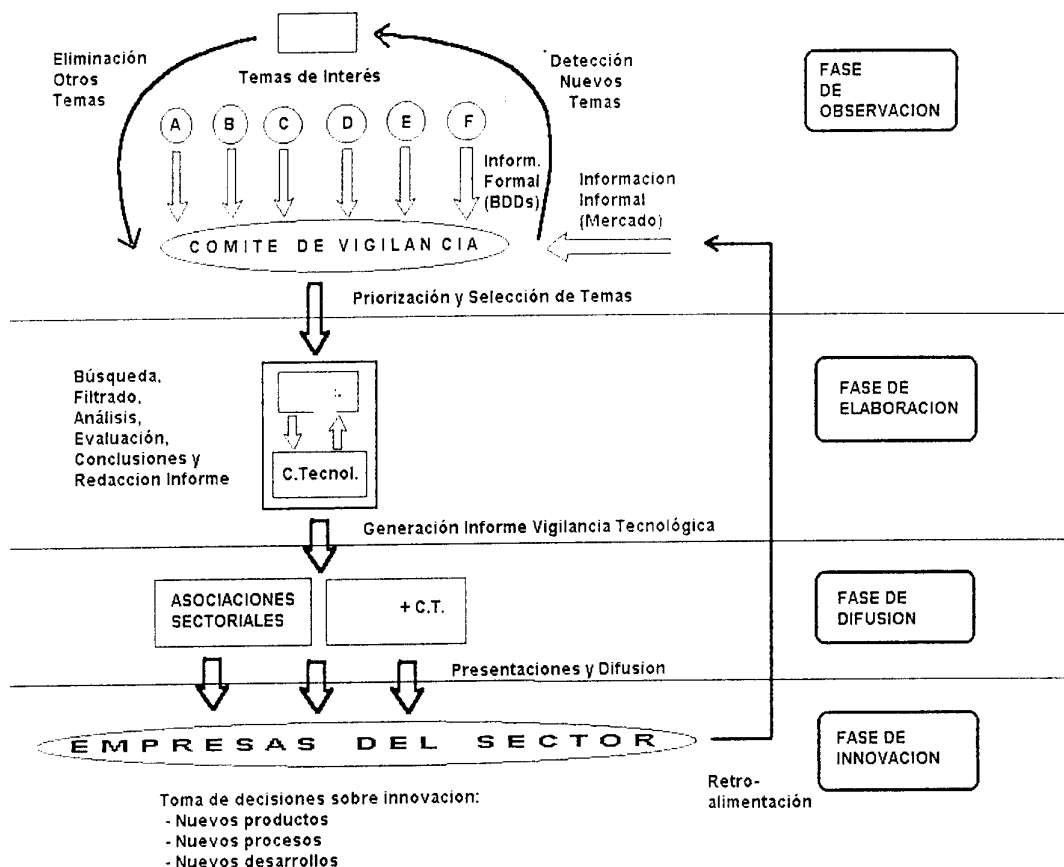 Eliminación
Otros
Temas
Temas de Interés
Detección
Nuevos
Temas
FASE
DE
OBSERVACION
A B C D E F
Inform.
Formal
(BDDs)
Informacion
Informal
(Mercado)
COMITE DE VIGILANCIA
Priorización y Selección de Temas
Búsqueda,
Filtrado,
Análisis,
Evaluación,
Conclusiones y
Redaccion Informe
C.Tecnol.
FASE DE
ELABORACION
Generación Informe Vigilancia Tecnológica
ASOCIACIONES
SECTORIALES
+ C.T.
FASE DE
DIFUSION
Presentaciones y Difusion
EMPRESAS DEL SECTOR
FASE DE
INNOVACION
Retro-
alimentación
Toma de decisiones sobre innovacion:
- Nuevos productos
- Nuevos procesos
- Nuevos desarrollos